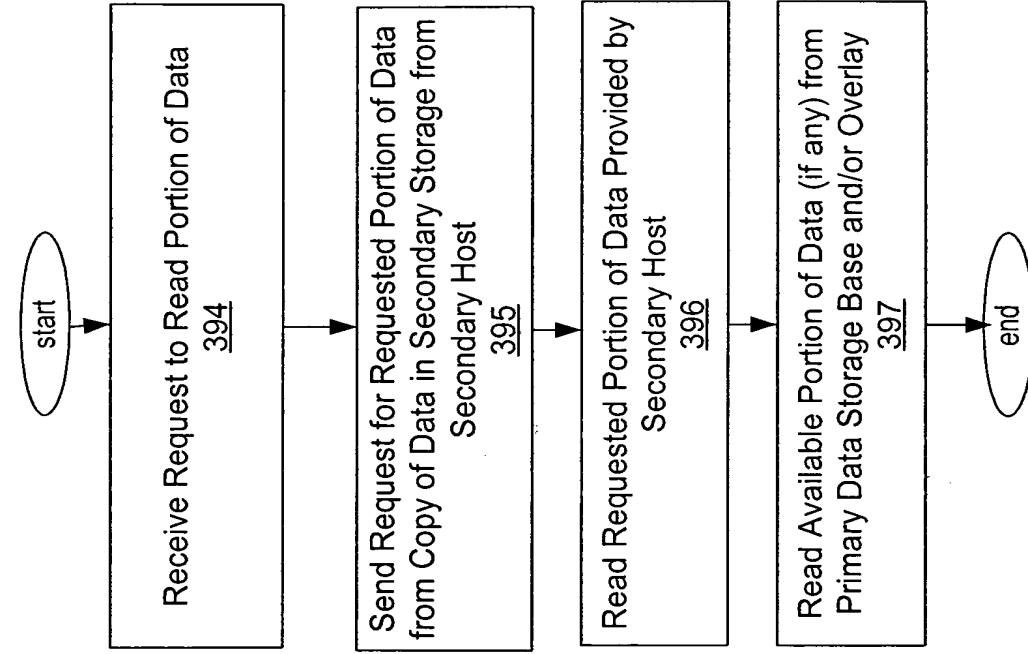 start
Receive Request to Read Portion of Data
394
Send Request for Requested Portion of Data
from Copy of Data in Secondary Storage from
Secondary Host
395
Read Requested Portion of Data Provided by
Secondary Host
396
Read Available Portion of Data (if any) from
Primary Data Storage Base and/or Overlay
397
end